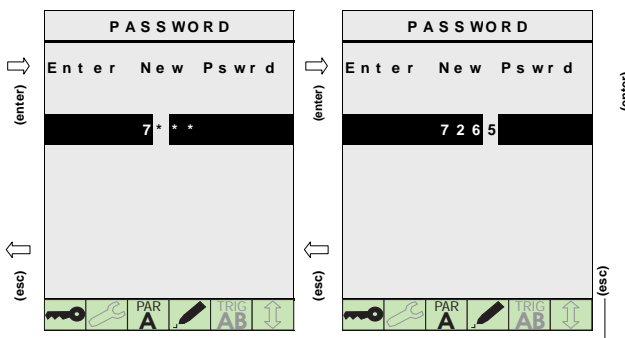 PASSWORD
Enter New Pswrd
(enter)
7***
(esc)
PAR
A
TRIG
AB
PASSWORD
Enter New Pswrd
(enter)
7265
(esc)
PAR
A
TRIG
AB
(enter)
(esc)